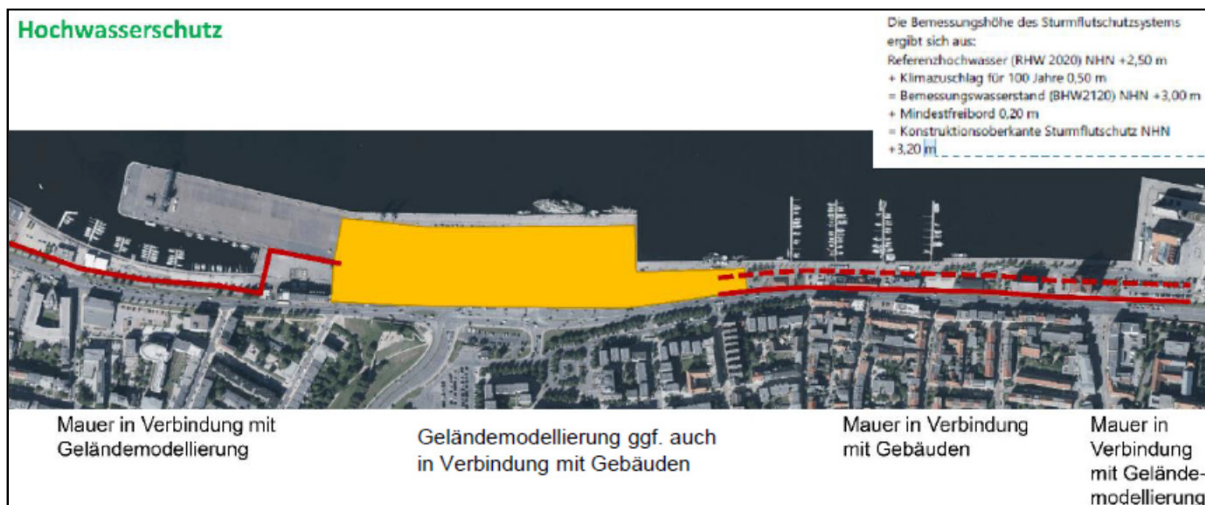 Hochwasserschutz
Die Bemessungshöhe des Sturmflutschutzsystems
ergibt sich aus:
Referenzhochwasser (RHW 2020) NHN +2,50 m
+ Klimazuschlag für 100 Jahre 0,50 m
= Bemessungswasserstand (BHW2120) NHN +3,00 m
+ Mindestfreibord 0,20 m
= Konstruktionsoberkante Sturmflutschutz NHN
+3,20 m
Mauer in Verbindung mit
Geländemodellierung
Geländemodellierung ggf. auch
in Verbindung mit Gebäuden
Mauer in Verbindung
mit Gebäuden
Mauer in
Verbindung
mit Gelände-
modellierung